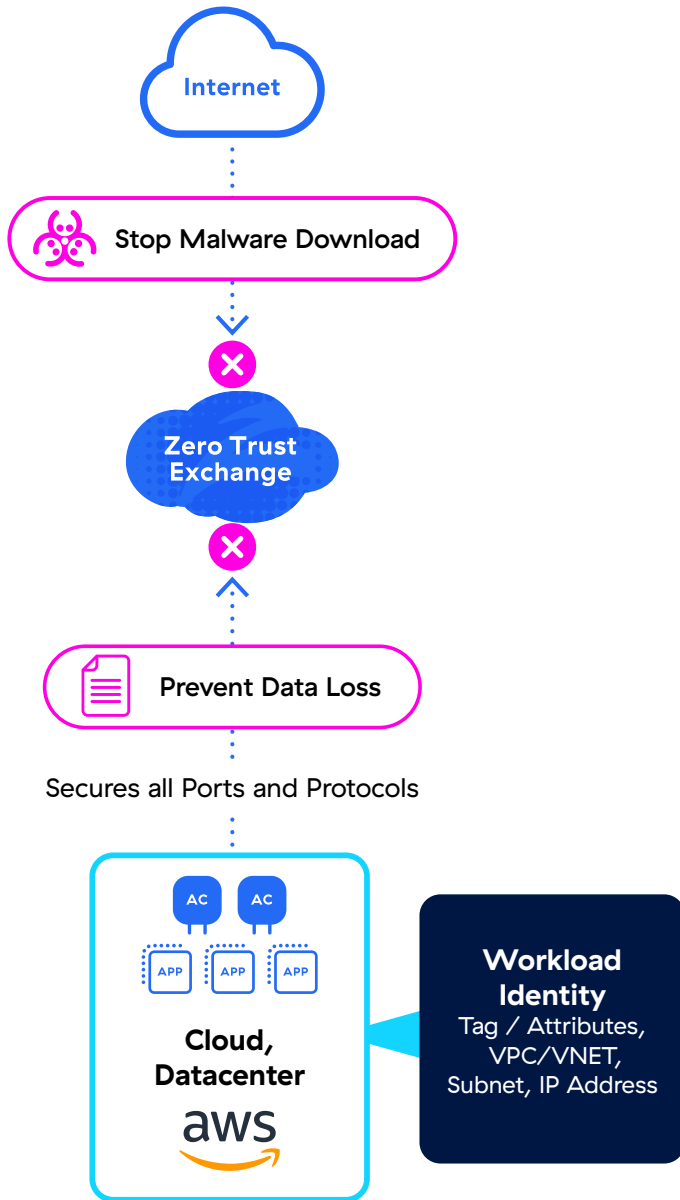 Internet
Stop Malware Download
Zero Trust
Exchange
Prevent Data Loss
Secures all Ports and Protocols
AC AC
APP APP APP
Cloud,
Datacenter
aws
Workload
Identity
Tag / Attributes,
VPC/VNET,
Subnet, IP Address